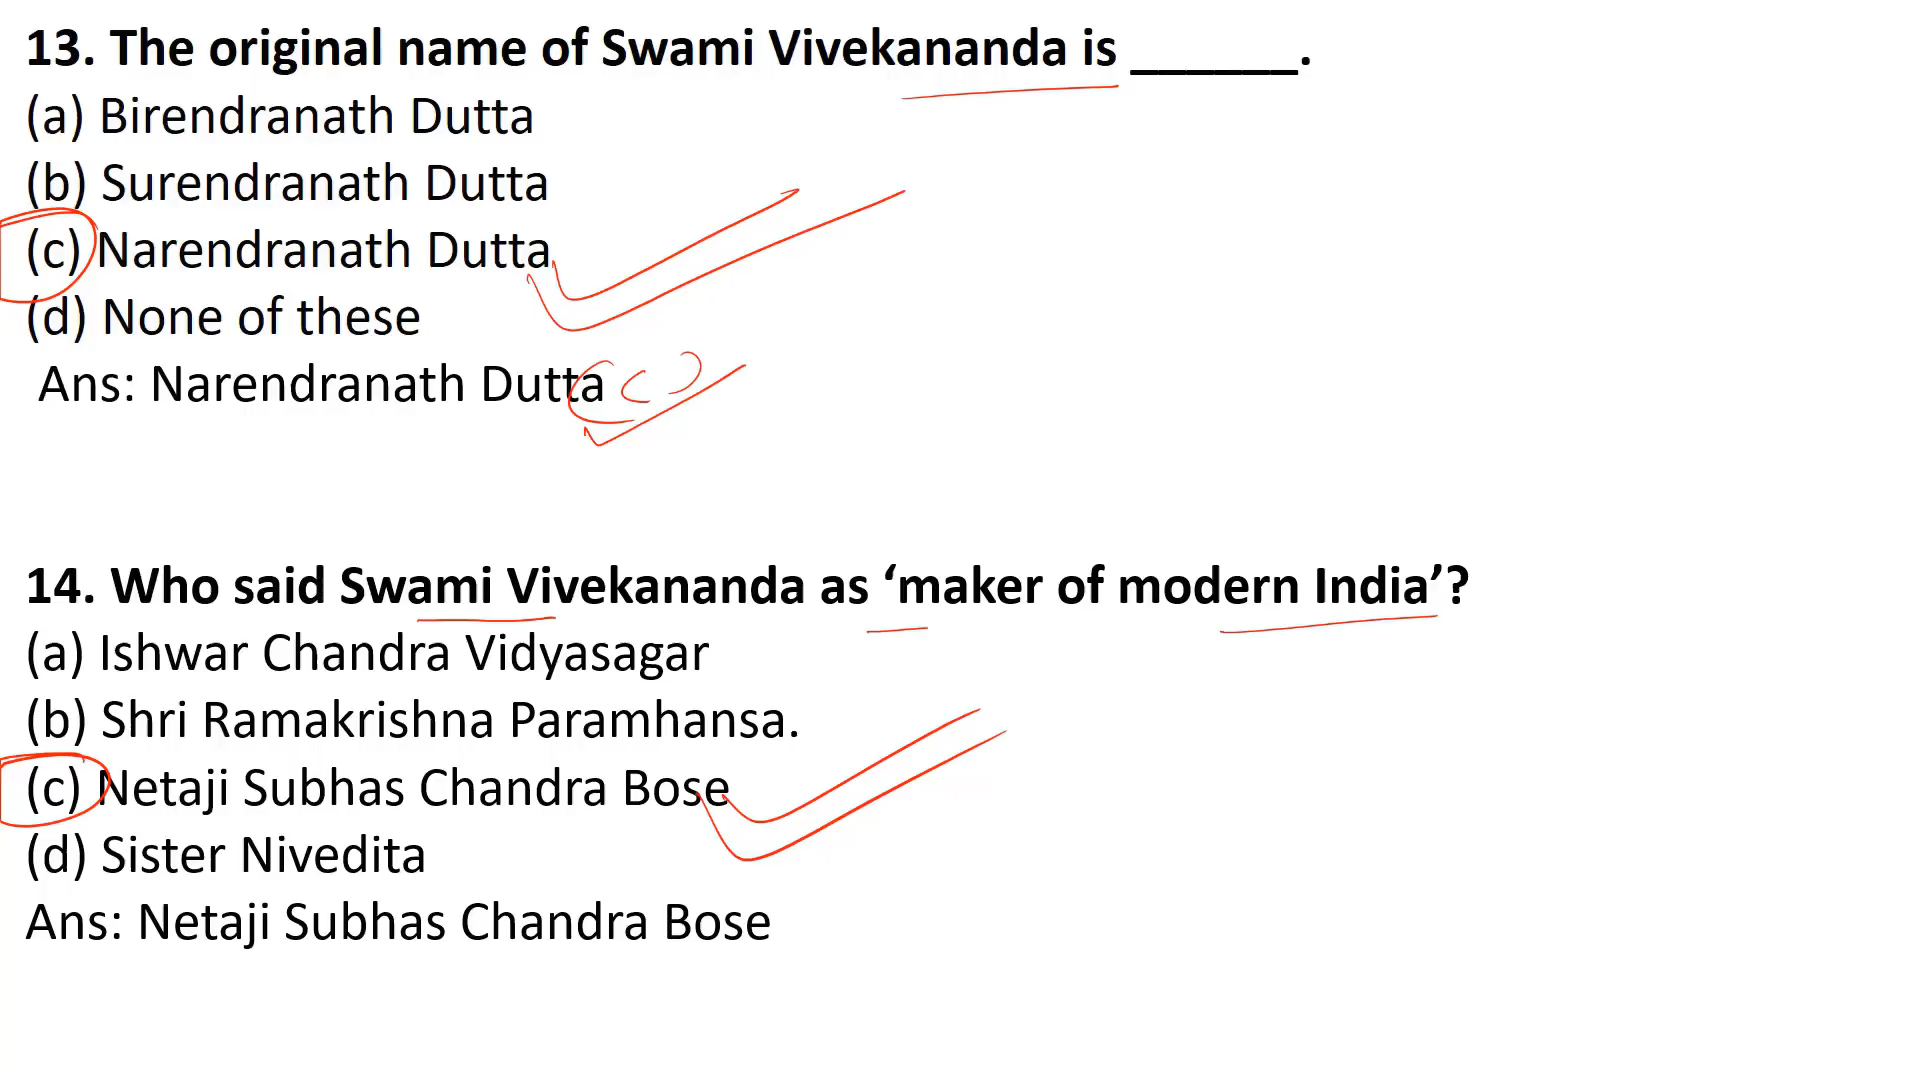 13. The original name of Swami Vivekananda is ______.
(a) Birendranath Dutta
(b) Surendranath Dutta
(c) Narendranath Dutta
(d) None of these
Ans: Narendranath Dutta (c)
14. Who said Swami Vivekananda as ‘maker of modern India’?
(a) Ishwar Chandra Vidyasagar
(b) Shri Ramakrishna Paramhansa.
(c) Netaji Subhas Chandra Bose
(d) Sister Nivedita
Ans: Netaji Subhas Chandra Bose